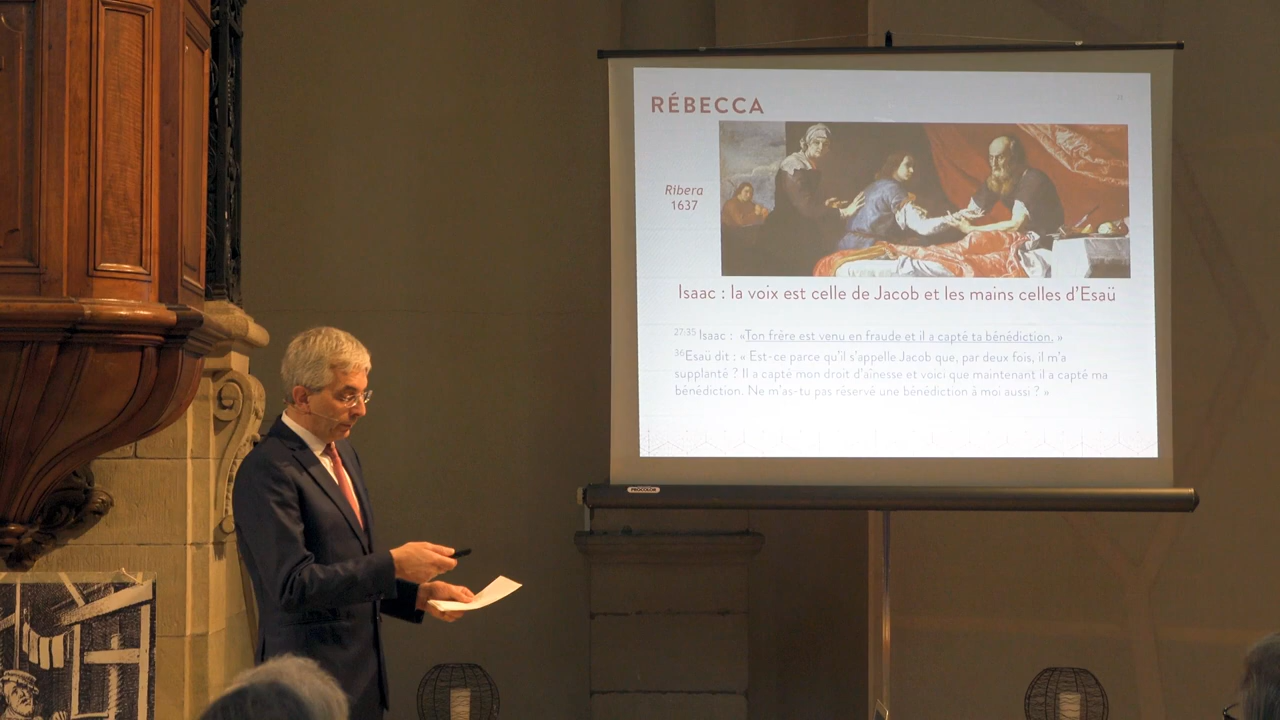 RÉBECCA
Ribera
1637
Isaac : la voix est celle de Jacob et les mains celles d'Esaü
27:35 Isaac : «Ton frère est venu en fraude et il a capté ta bénédiction. »
36Esaü dit : « Est-ce parce qu'il s'appelle Jacob que, par deux fois, il m'a
supplanté ? Il a capté mon droit d'aînesse et voici que maintenant il a capté ma
bénédiction. Ne m'as-tu pas réservé une bénédiction à moi aussi ? »
PROCOLOR